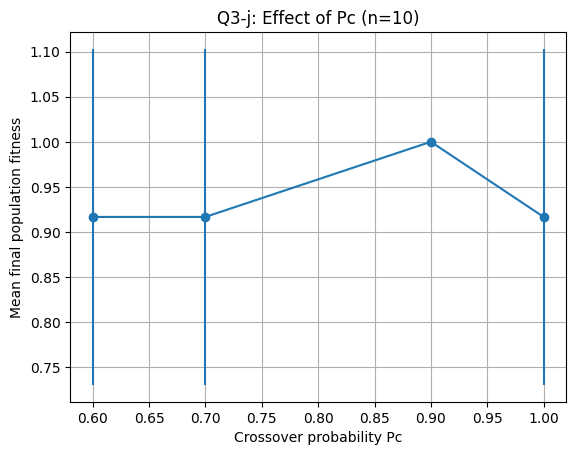 Q3-j: Effect of Pc (n=10)
Mean final population fitness
1.10
1.05
1.00
0.95
0.90
0.85
0.80
0.75
0.60 0.65 0.70 0.75 0.80 0.85 0.90 0.95 1.00
Crossover probability Pc